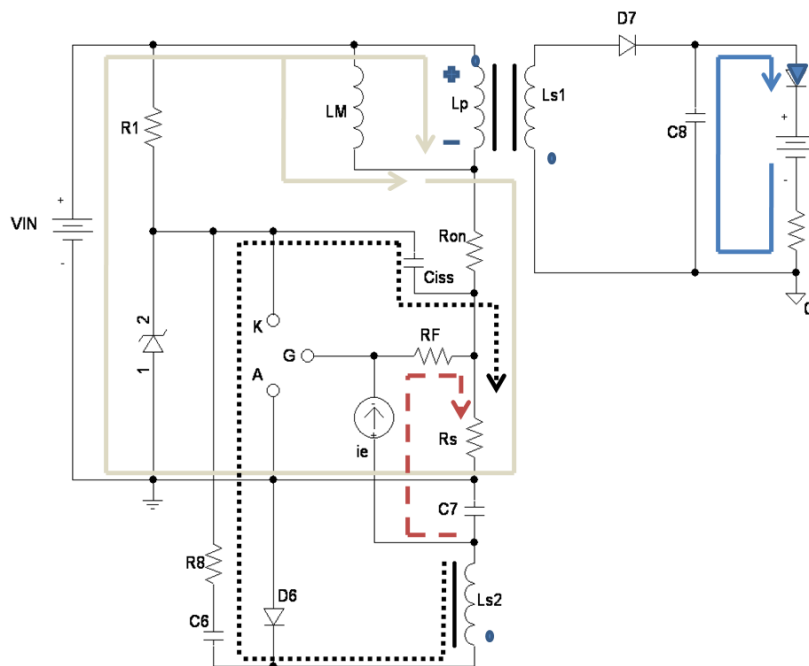 D7
R1
LM
Lp
Ls1
C8
+
-
VIN
+
-
Ron
Ciss
2
1
K
G
A
RF
-
+
ie
Rs
C7
R8
C6
D6
Ls2